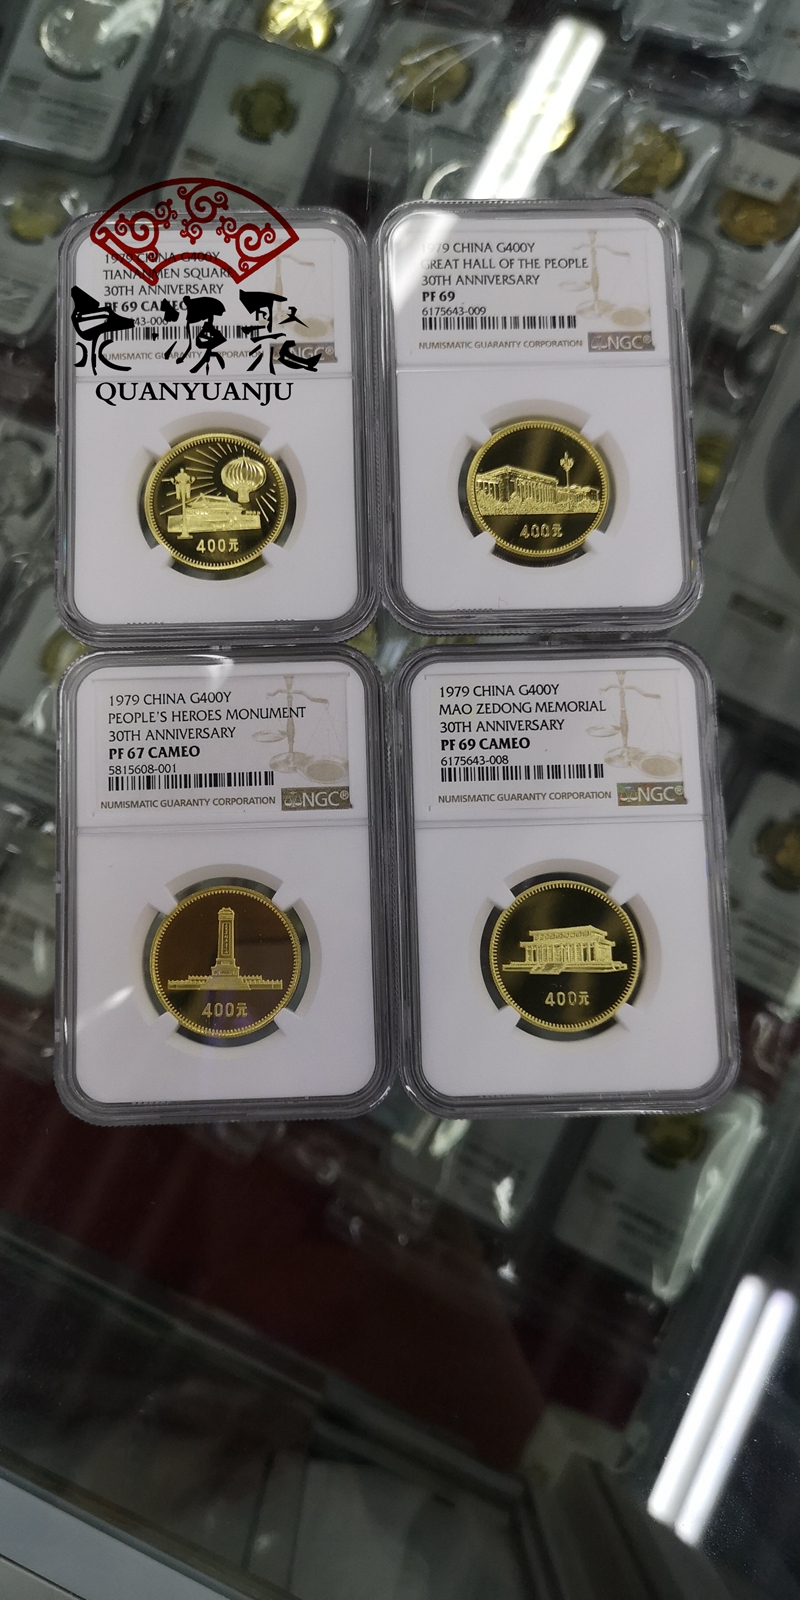 1979 CHINA G400Y
TIANANMEN SQUARE
30TH ANNIVERSARY
PF 69 CAMEO
NUMISMATIC GUARANTY CORPORATION
NGC
泉源聚
QUANYUANJU
400元
1979 CHINA G400Y
GREAT HALL OF THE PEOPLE
30TH ANNIVERSARY
PF 69
6175643-009
NUMISMATIC GUARANTY CORPORATION
NGC®
400元
1979 CHINA G400Y
PEOPLE'S HEROES MONUMENT
30TH ANNIVERSARY
PF 67 CAMEO
5815608-001
NUMISMATIC GUARANTY CORPORATION
NGC®
400元
1979 CHINA G400Y
MAO ZEDONG MEMORIAL
30TH ANNIVERSARY
PF 69 CAMEO
6175643-008
NUMISMATIC GUARANTY CORPORATION
NGC®
400元